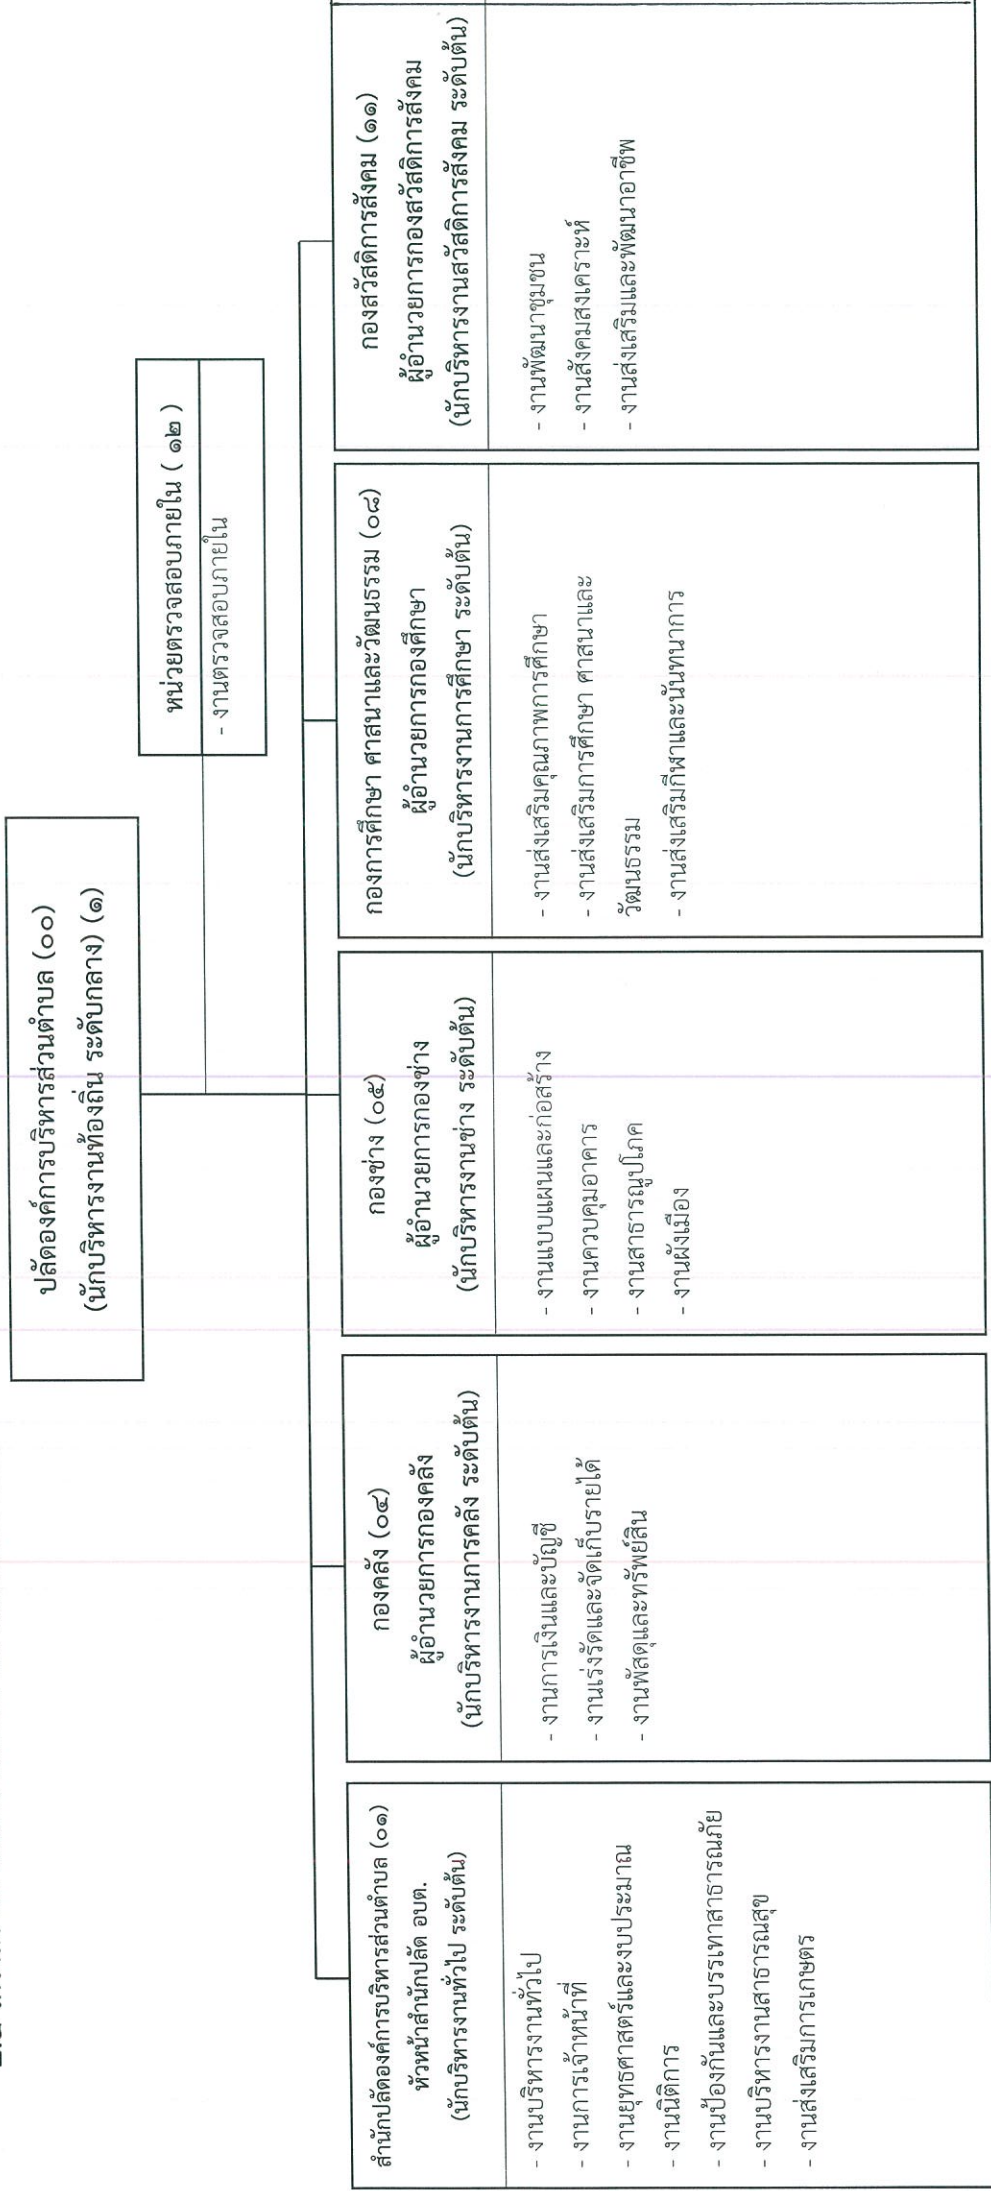 ปลัดองค์การบริหารส่วนตำบล (๐๐)
(นักบริหารงานท้องถิ่น ระดับกลาง) (๑)
หน่วยตรวจสอบภายใน ( ๑๒ )
- งานตรวจสอบภายใน
สำนักปลัดองค์การบริหารส่วนตำบล (๐๑)
หัวหน้าสำนักปลัด อบต.
(นักบริหารงานทั่วไป ระดับต้น)
- งานบริหารงานทั่วไป
- งานการเจ้าหน้าที่
- งานยุทธศาสตร์และงบประมาณ
- งานนิติการ
- งานป้องกันและบรรเทาสาธารณภัย
- งานบริหารงานสาธารณสุข
- งานส่งเสริมการเกษตร
กองคลัง (๐๔)
ผู้อำนวยการกองคลัง
(นักบริหารงานการคลัง ระดับต้น)
- งานการเงินและบัญชี
- งานเร่งรัดและจัดเก็บรายได้
- งานพัสดุและทรัพย์สิน
กองช่าง (๐๕)
ผู้อำนวยการกองช่าง
(นักบริหารงานช่าง ระดับต้น)
- งานแบบแผนและก่อสร้าง
- งานควบคุมอาคาร
- งานสาธารณูปโภค
- งานผังเมือง
กองการศึกษา ศาสนาและวัฒนธรรม (๐๘)
ผู้อำนวยการกองศึกษา
(นักบริหารงานการศึกษา ระดับต้น)
- งานส่งเสริมคุณภาพการศึกษา
- งานส่งเสริมการศึกษา ศาสนาและ
วัฒนธรรม
- งานส่งเสริมกีฬาและนันทนาการ
กองสวัสดิการสังคม (๑๑)
ผู้อำนวยการกองสวัสดิการสังคม
(นักบริหารงานสวัสดิการสังคม ระดับต้น)
- งานพัฒนาชุมชน
- งานสังคมสงเคราะห์
- งานส่งเสริมและพัฒนาอาชีพ